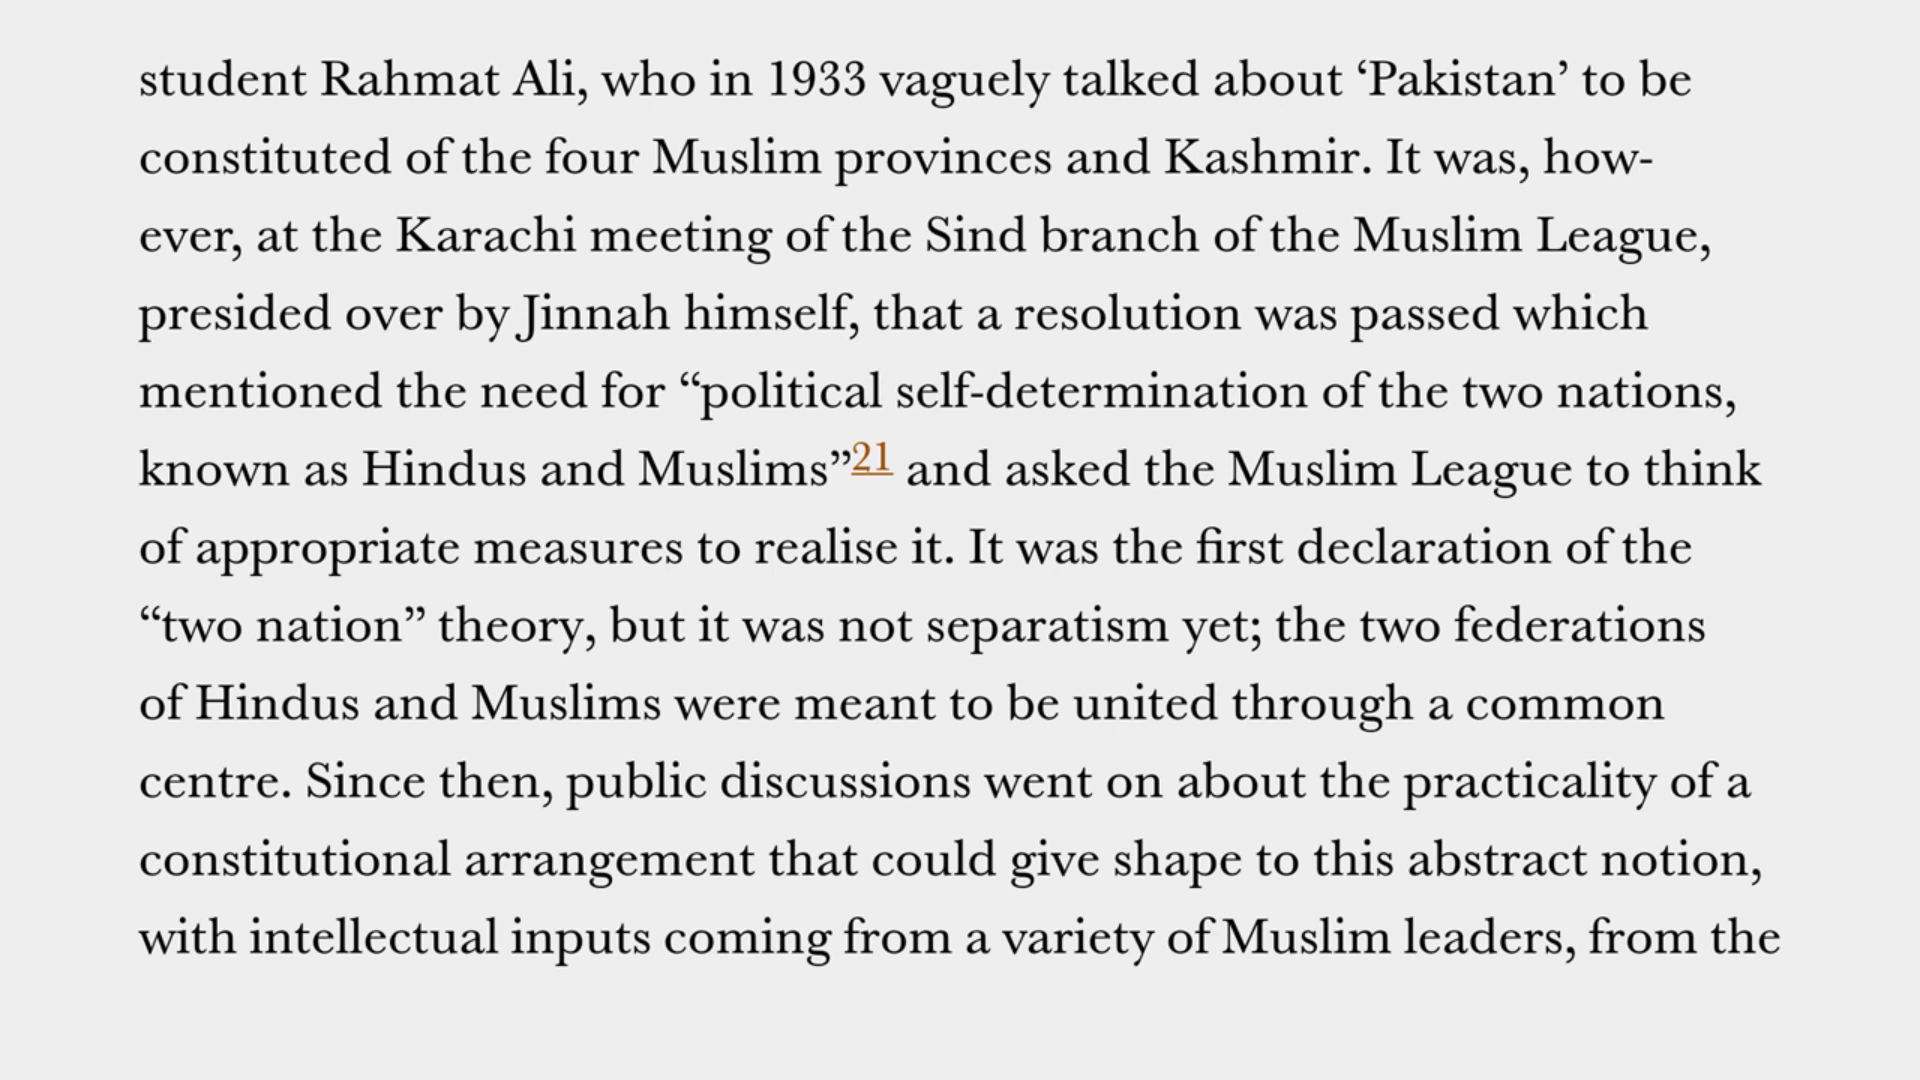 student Rahmat Ali, who in 1933 vaguely talked about ‘Pakistan’ to be
constituted of the four Muslim provinces and Kashmir. It was, how-
ever, at the Karachi meeting of the Sind branch of the Muslim League,
presided over by Jinnah himself, that a resolution was passed which
mentioned the need for “political self-determination of the two nations,
known as Hindus and Muslims”21 and asked the Muslim League to think
of appropriate measures to realise it. It was the first declaration of the
“two nation” theory, but it was not separatism yet; the two federations
of Hindus and Muslims were meant to be united through a common
centre. Since then, public discussions went on about the practicality of a
constitutional arrangement that could give shape to this abstract notion,
with intellectual inputs coming from a variety of Muslim leaders, from the